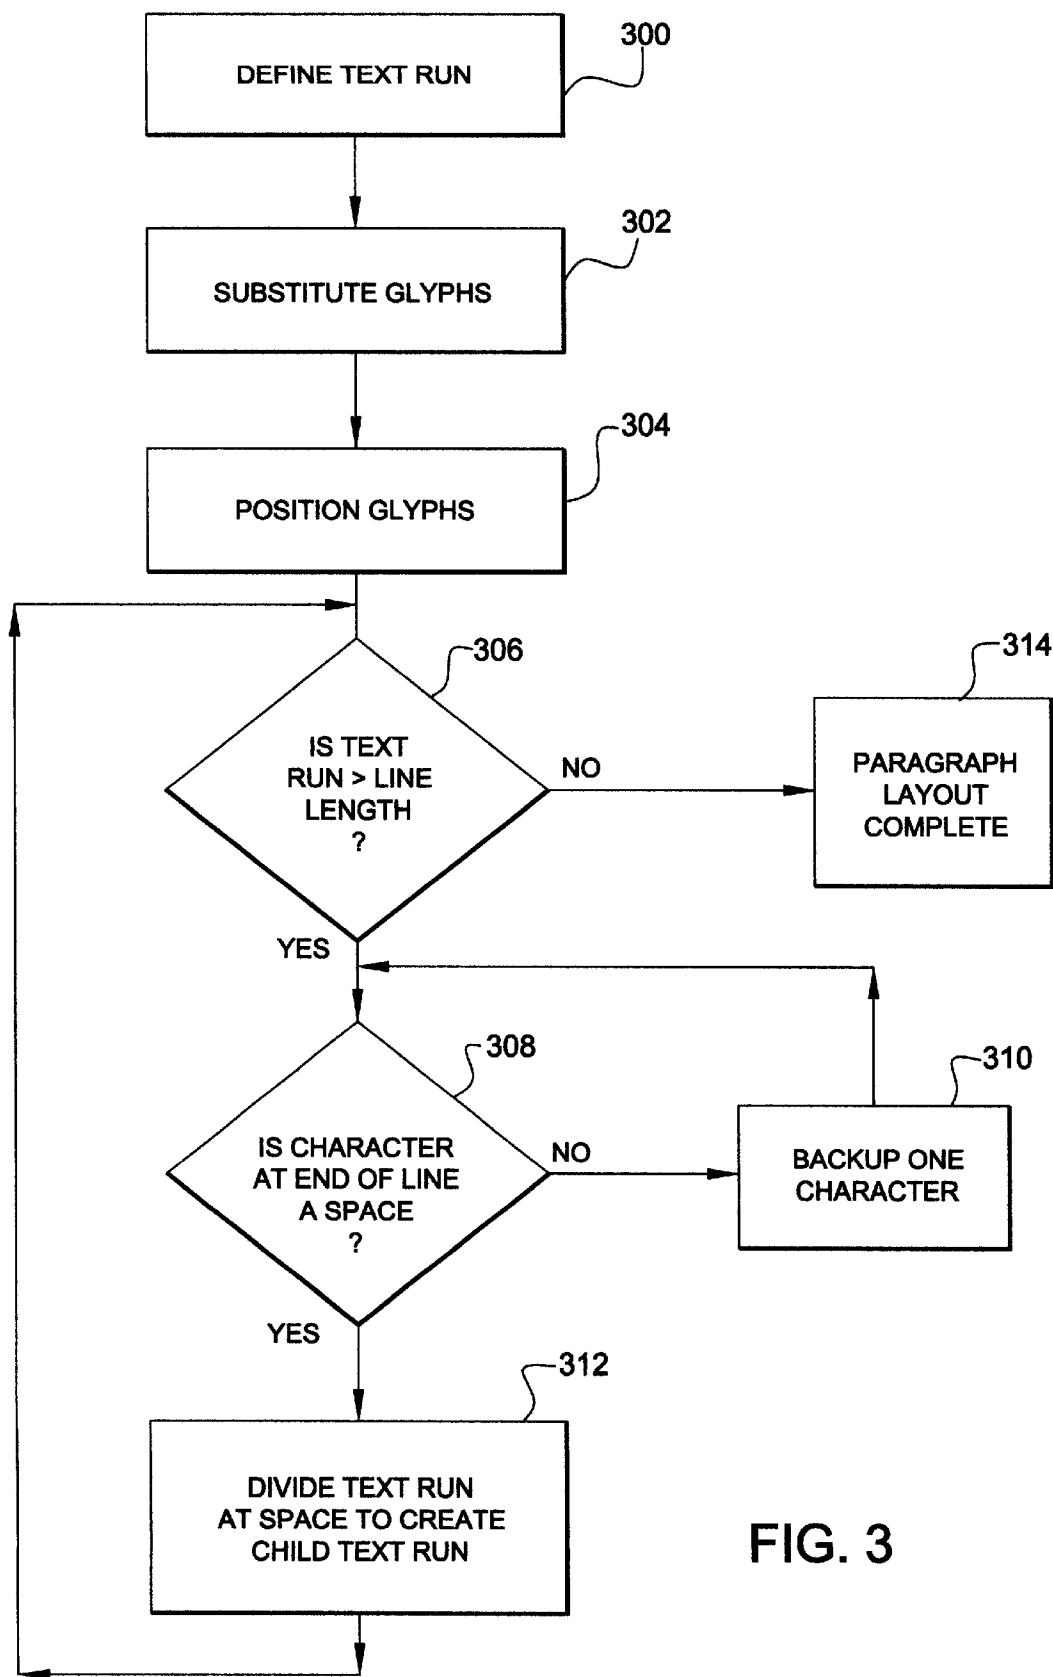 300
DEFINE TEXT RUN
302
SUBSTITUTE GLYPHS
304
POSITION GLYPHS
306
IS TEXT
RUN > LINE
LENGTH
?
NO
314
PARAGRAPH
LAYOUT
COMPLETE
YES
308
IS CHARACTER
AT END OF LINE
A SPACE
?
NO
310
BACKUP ONE
CHARACTER
YES
312
DIVIDE TEXT RUN
AT SPACE TO CREATE
CHILD TEXT RUN
FIG. 3